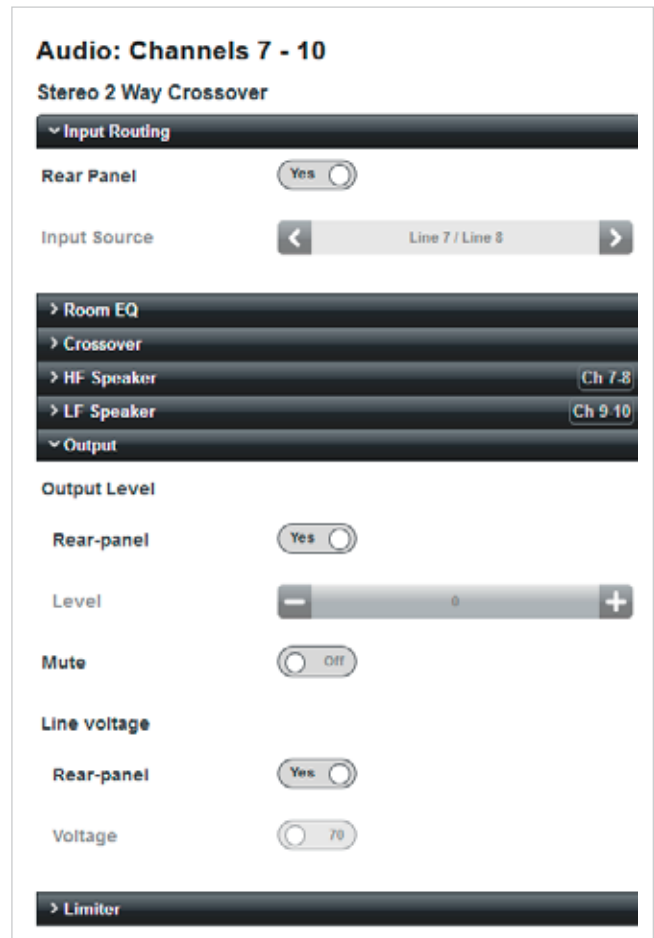 Audio: Channels 7 - 10
Stereo 2 Way Crossover
Input Routing
Rear Panel Yes
Input Source Line 7 / Line 8
Room EQ
Crossover
HF Speaker Ch 7-8
LF Speaker Ch 9-10
Output
Output Level
Rear-panel Yes
Level 0
Mute Off
Line voltage
Rear-panel Yes
Voltage 70
Limiter